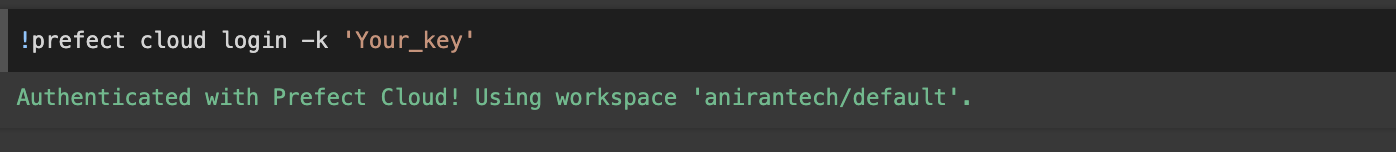 !prefect cloud login -k 'Your_key'
Authenticated with Prefect Cloud! Using workspace 'anirantech/default'.